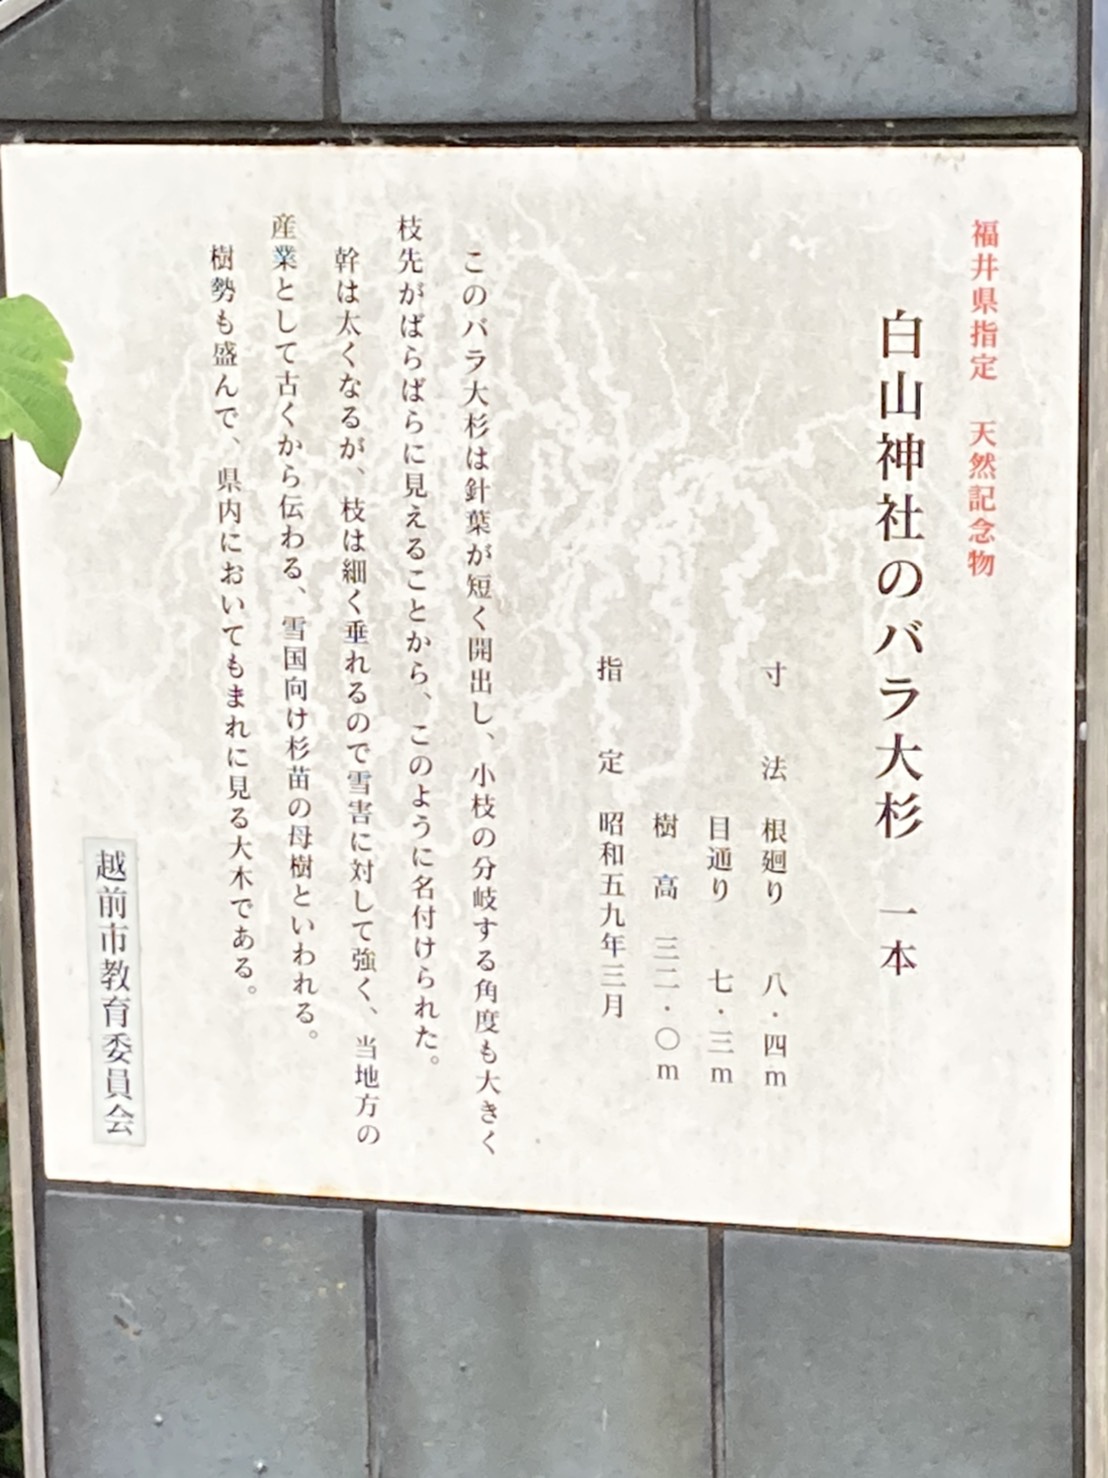 福井県指定　天然記念物
白山神社のバラ大杉　一本
寸　法　根廻り　八・四m
目通り　七・三m
樹　高　三二・〇m
指　定　昭和五九年三月
このバラ大杉は針葉が短く開出し、小枝の分岐する角度も大きく
枝先がばらばらに見えることから、このように名付けられた。
幹は太くなるが、枝は細く垂れるので雪害に対して強く、当地方の
産業として古くから伝わる、雪国向け杉苗の母樹といわれる。
樹勢も盛んで、県内においてもまれに見る大木である。
越前市教育委員会